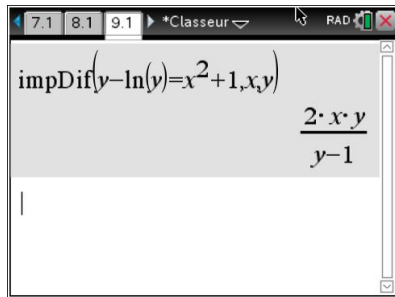 7.1 8.1 9.1 *Classeur RAD
impDif(y−ln(y)=x²+1,x,y)
2·x·y
y−1